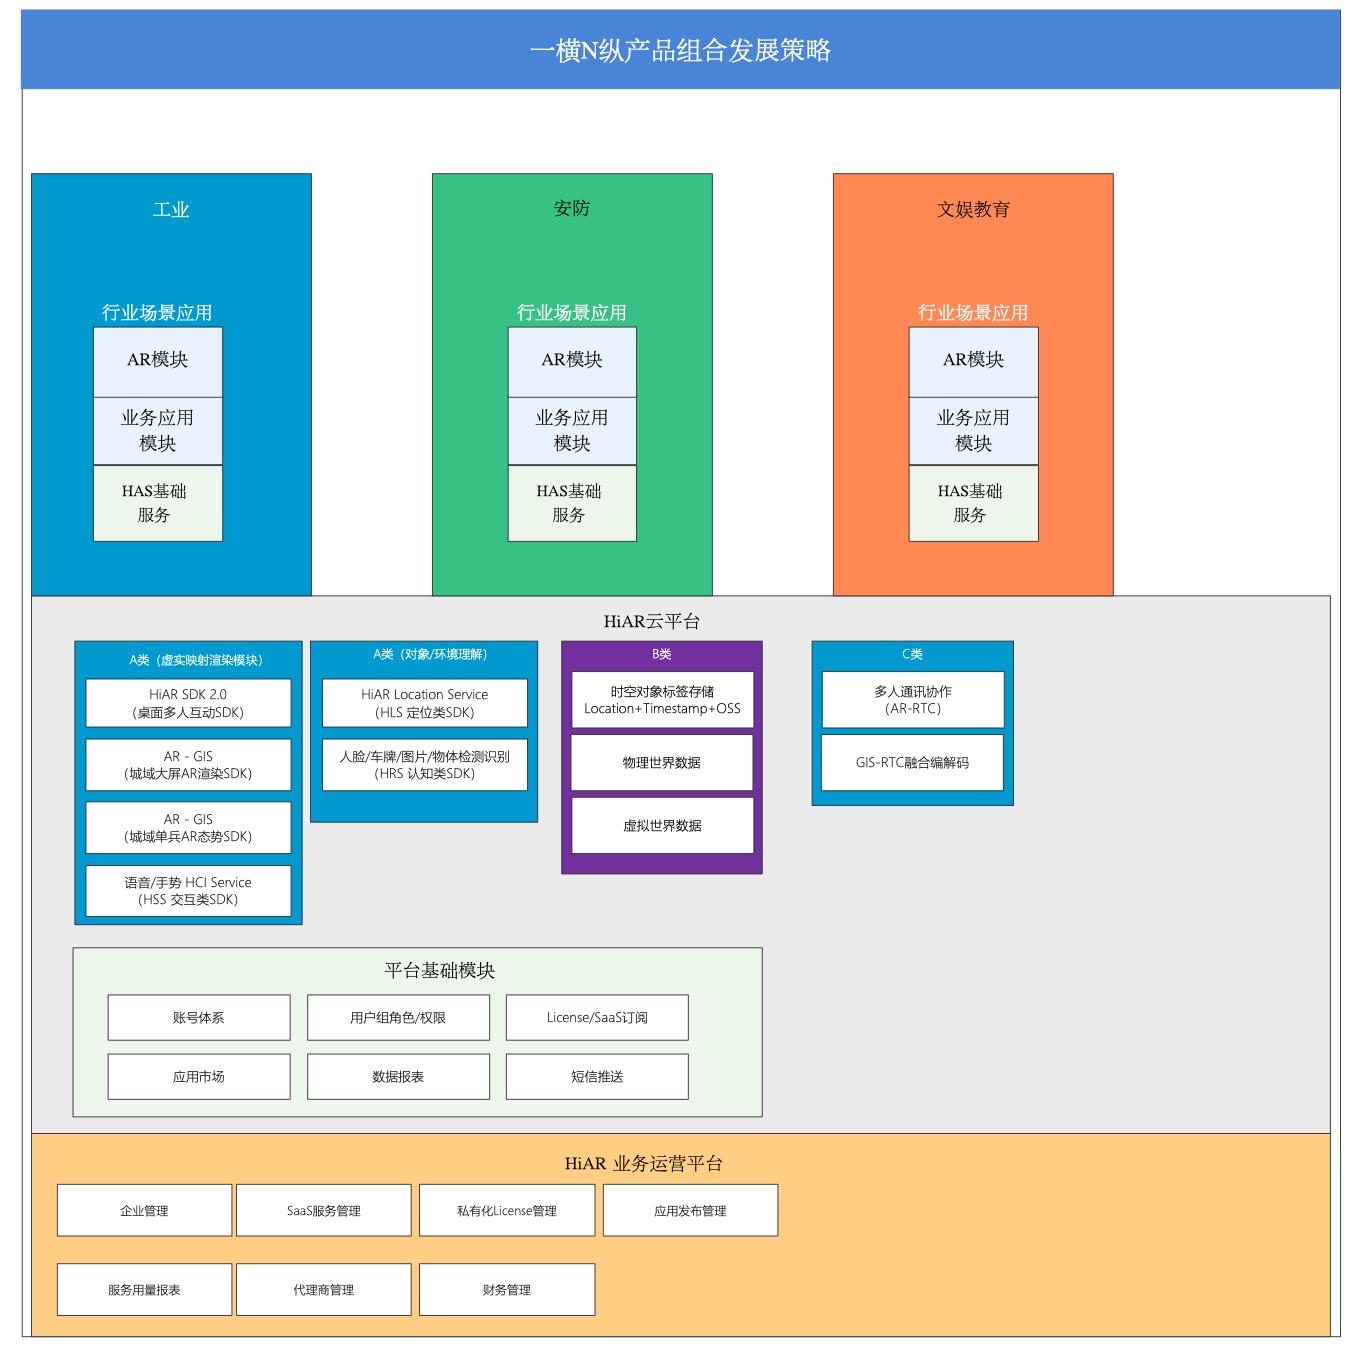 一横N纵产品组合发展策略
工业
行业场景应用
AR模块
业务应用
模块
HAS基础
服务
安防
行业场景应用
AR模块
业务应用
模块
HAS基础
服务
文娱教育
行业场景应用
AR模块
业务应用
模块
HAS基础
服务
HiAR云平台
A类（虚实映射渲染模块）
HiAR SDK 2.0
（桌面多人互动SDK）
AR - GIS
（城域大屏AR渲染SDK）
AR - GIS
（城域单兵AR态势SDK）
语音/手势 HCI Service
（HSS 交互类SDK）
A类（对象/环境理解）
HiAR Location Service
（HLS 定位类SDK）
人脸/车牌/图片/物体检测识别
（HRS 认知类SDK）
B类
时空对象标签存储
Location+Timestamp+OSS
物理世界数据
虚拟世界数据
C类
多人通讯协作
（AR-RTC）
GIS-RTC融合编解码
平台基础模块
账号体系
用户组角色/权限
License/SaaS订阅
应用市场
数据报表
短信推送
HiAR 业务运营平台
企业管理
SaaS服务管理
私有化License管理
应用发布管理
服务用量报表
代理商管理
财务管理